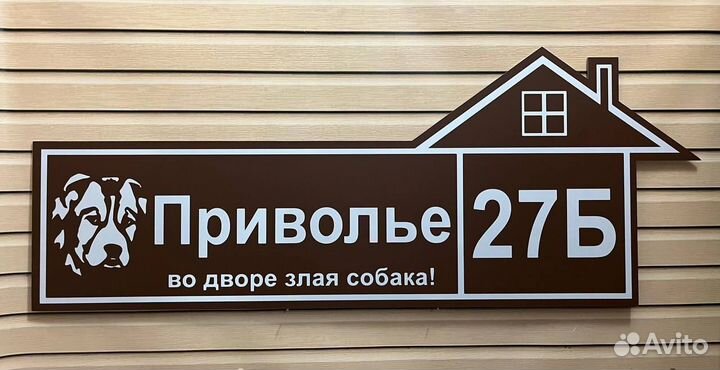 Приволье
во дворе злая собака!
27Б
Avito